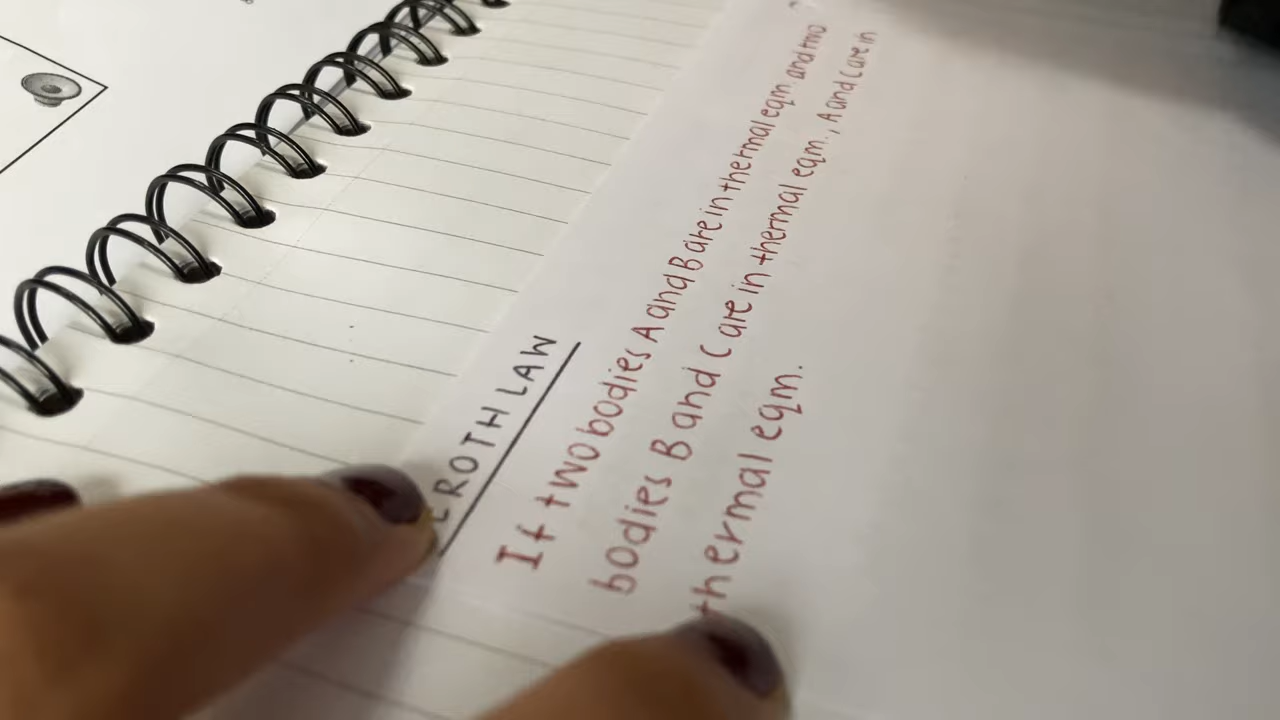 EROTH LAW
If two bodies A and B are in thermal eqm and two
bodies B and C are in thermal eqm., A and C are in
thermal eqm.